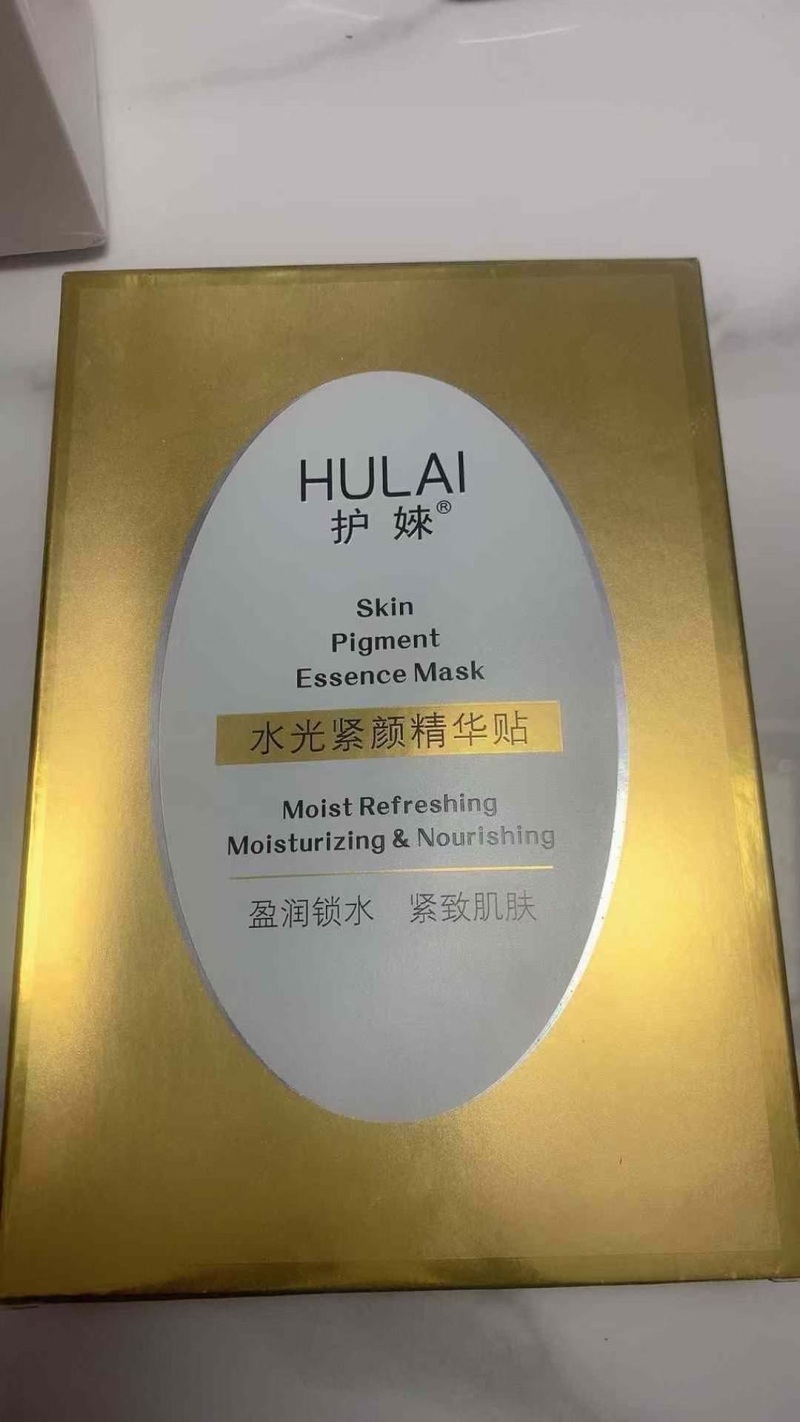 HULAI
护 婡®
Skin
Pigment
Essence Mask
水光紧颜精华贴
Moist Refreshing
Moisturizing & Nourishing
盈润锁水 紧致肌肤